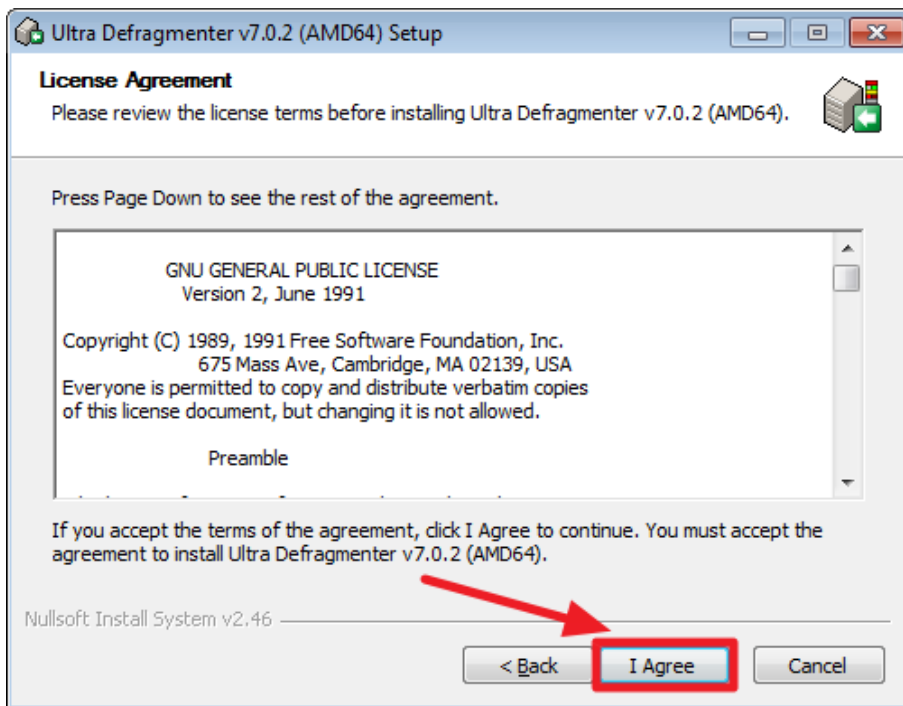 Ultra Defragmenter v7.0.2 (AMD64) Setup
License Agreement
Please review the license terms before installing Ultra Defragmenter v7.0.2 (AMD64).
Press Page Down to see the rest of the agreement.
GNU GENERAL PUBLIC LICENSE
Version 2, June 1991
Copyright (C) 1989, 1991 Free Software Foundation, Inc.
675 Mass Ave, Cambridge, MA 02139, USA
Everyone is permitted to copy and distribute verbatim copies
of this license document, but changing it is not allowed.
Preamble
If you accept the terms of the agreement, click I Agree to continue. You must accept the
agreement to install Ultra Defragmenter v7.0.2 (AMD64).
Nullsoft Install System v2.46
< Back
I Agree
Cancel